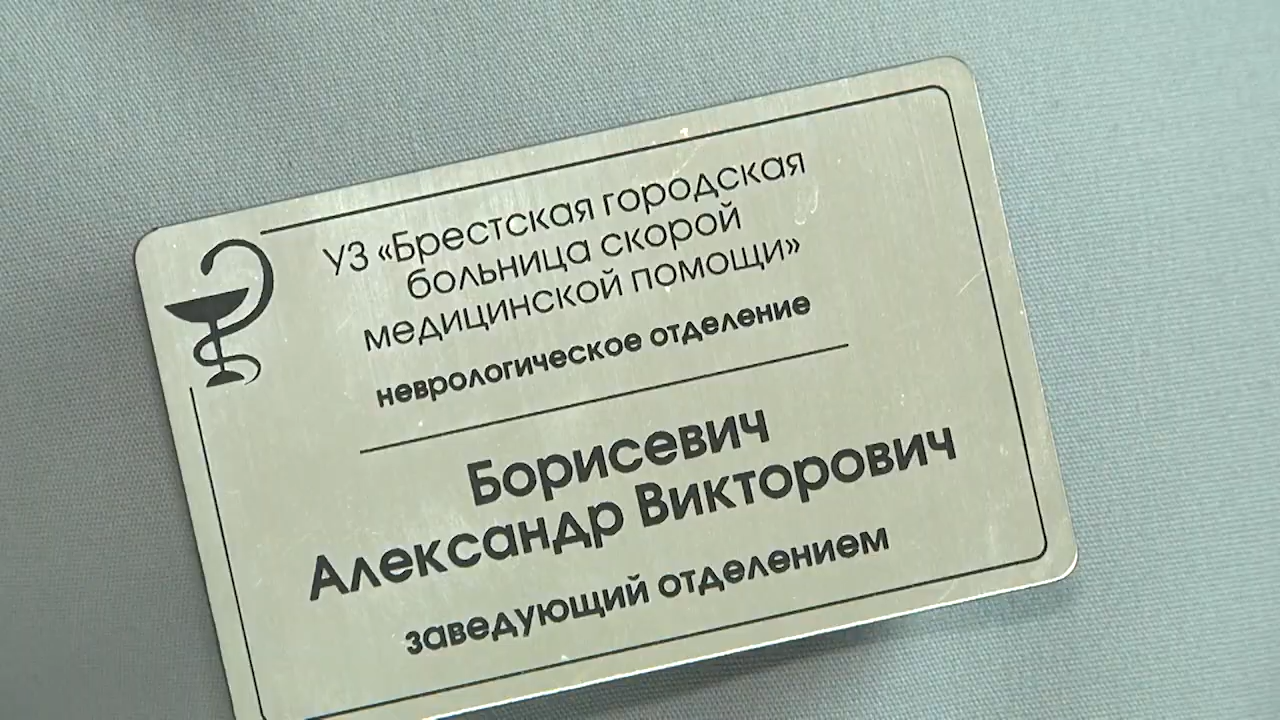 УЗ «Брестская городская
больница скорой
медицинской помощи»
неврологическое отделение
Борисевич
Александр Викторович
заведующий отделением